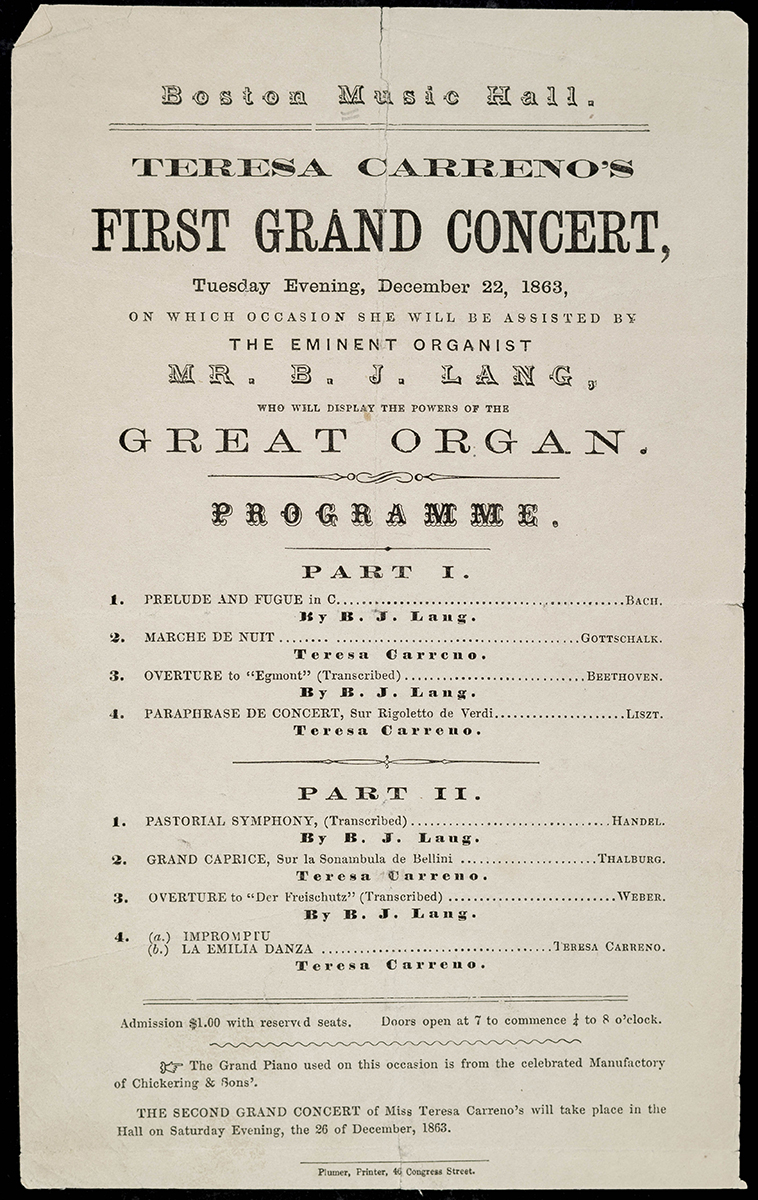 Boston Music Hall.
TERESA CARRENO'S
FIRST GRAND CONCERT,
Tuesday Evening, December 22, 1863,
ON WHICH OCCASION SHE WILL BE ASSISTED BY
THE EMINENT ORGANIST
MR. B. J. LANG,
WHO WILL DISPLAY THE POWERS OF THE
GREAT ORGAN.
PROGRAMME.
PART I.
1. PRELUDE AND FUGUE in C..................................................BACH.
By B. J. Lang.
2. MARCHE DE NUIT ........ ........................................GOTTSCHALK.
Teresa Carreno.
3. OVERTURE to "Egmont" (Transcribed)............................BEETHOVEN.
By B. J. Lang.
4. PARAPHRASE DE CONCERT, Sur Rigoletto de Verdi.....................LISZT.
Teresa Carreno.
PART II.
1. PASTORIAL SYMPHONY, (Transcribed)................................HANDEL.
By B. J. Lang.
2. GRAND CAPRICE, Sur la Sonambula de Bellini ......................THALBURG.
Teresa Carreno.
3. OVERTURE to "Der Freischutz" (Transcribed) ...........................WEBER.
By B. J. Lang.
4. (a.) IMPROMPTU
(b.) LA EMILIA DANZA .....................................TERESA CARRENO.
Teresa Carreno.
Admission $1.00 with reserved seats. Doors open at 7 to commence ¼ to 8 o'clock.
☞ The Grand Piano used on this occasion is from the celebrated Manufactory
of Chickering & Sons'.
THE SECOND GRAND CONCERT of Miss Teresa Carreno's will take place in the
Hall on Saturday Evening, the 26 of December, 1863.
Plumer, Printer, 46 Congress Street.